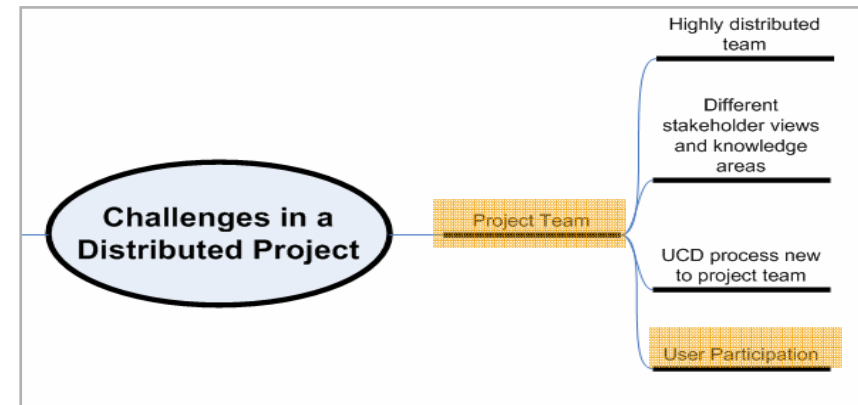 Highly distributed
team
Different
stakeholder views
and knowledge
areas
Challenges in a
Distributed Project
Project Team
UCD process new
to project team
User Participation